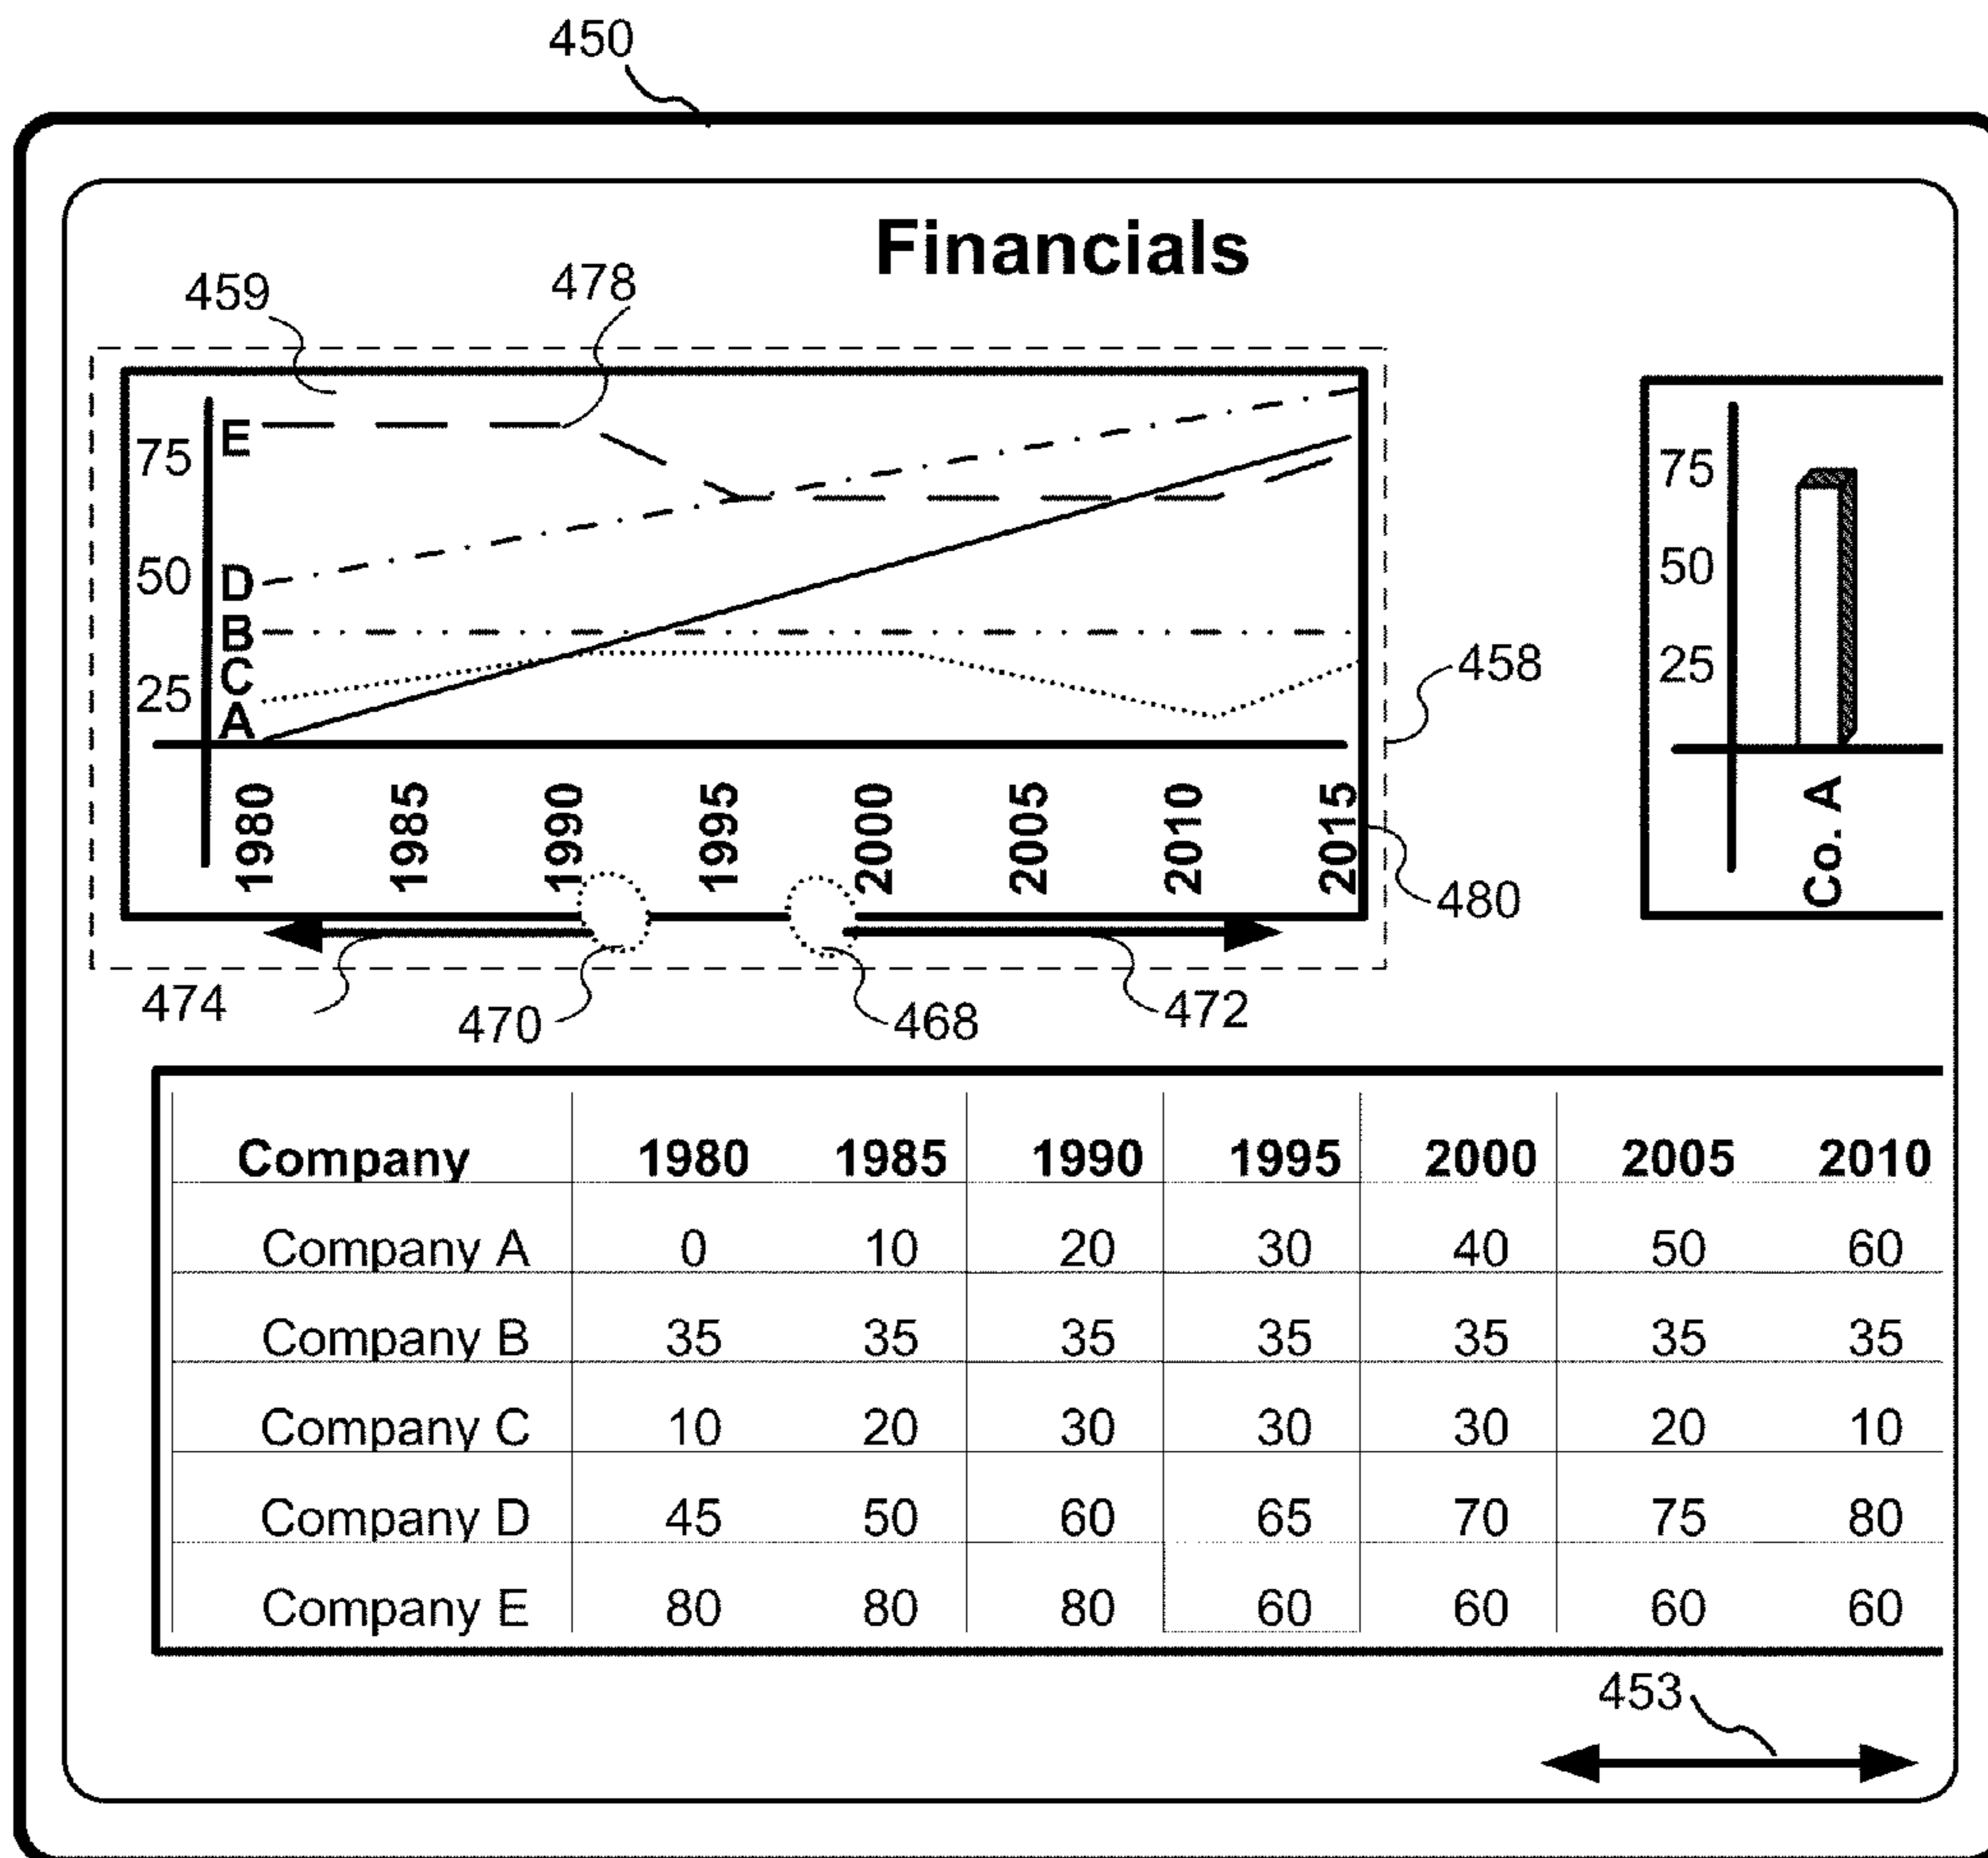 450
Financials
459
478
75
E
50
D
B
C
25
A
1980 1985 1990 1995 2000 2005 2010 2015
458
480
474
470
468
472
75
50
25
Co. A
Company 1980 1985 1990 1995 2000 2005 2010
Company A 0 10 20 30 40 50 60
Company B 35 35 35 35 35 35 35
Company C 10 20 30 30 30 20 10
Company D 45 50 60 65 70 75 80
Company E 80 80 80 60 60 60 60
453